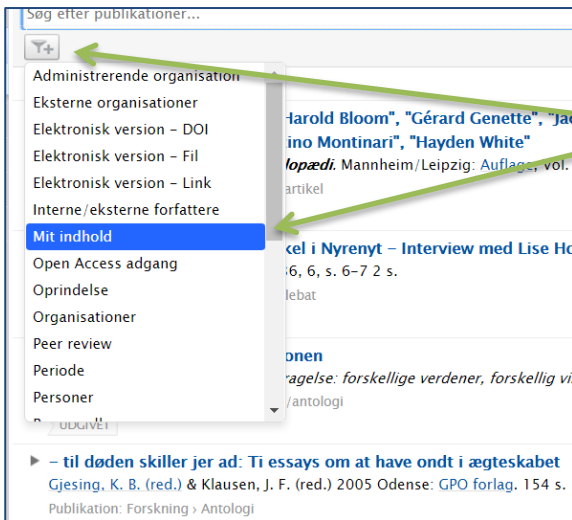 Søg efter publikationer...
Administrerende organisation
Eksterne organisationer
Elektronisk version – DOI
Elektronisk version – Fil
Elektronisk version – Link
Interne/eksterne forfattere
Mit indhold
Open Access adgang
Oprindelse
Organisationer
Peer review
Periode
Personer
Harold Bloom", "Gérard Genette", "Jac
ino Montinari", "Hayden White"
lopædi. Mannheim/Leipzig: Auflage, Vol.
artikel
kel i Nyrenyt – Interview med Lise Ho
36, 6, s. 6-7 2 s.
debat
onen
ragelse: forskellige verdener, forskellig vi
/antologi
UDGIVET
– til døden skiller jer ad: Ti essays om at have ondt i ægteskabet
Gjesing, K. B. (red.) & Klausen, J. F. (red.) 2005 Odense: GPO forlag. 154 s.
Publikation: Forskning › Antologi